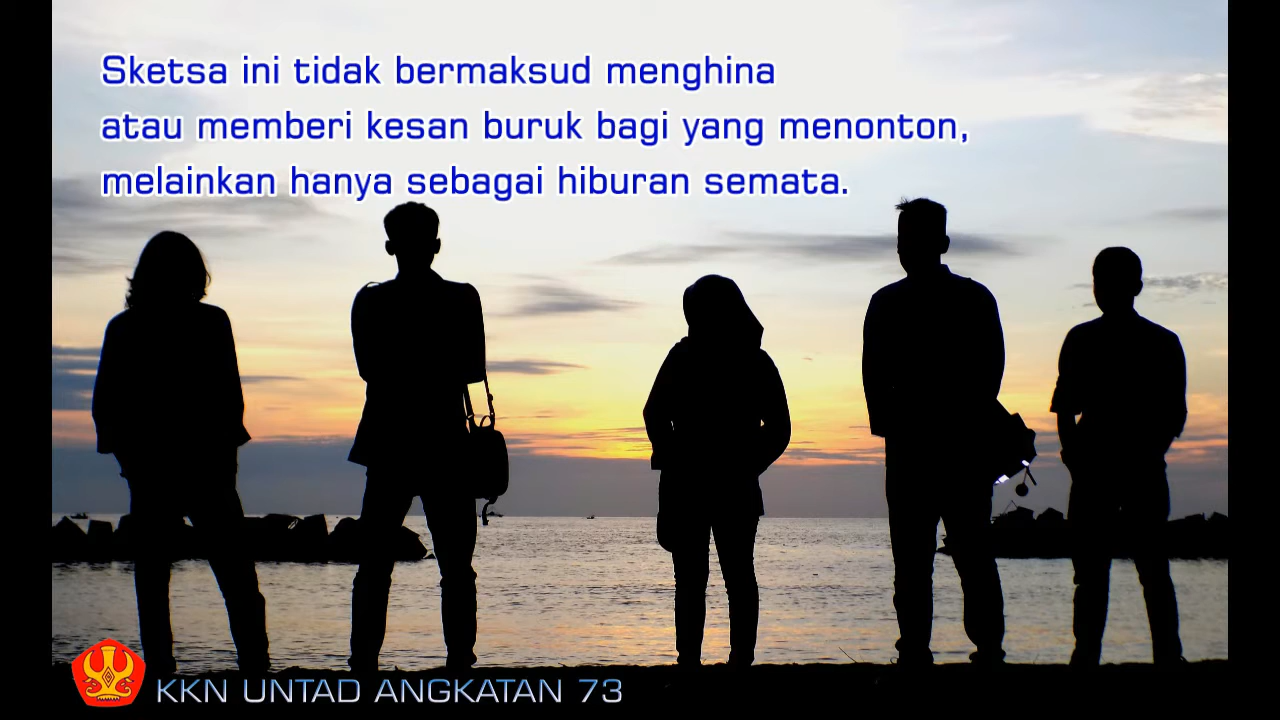 Sketsa ini tidak bermaksud menghina
atau memberi kesan buruk bagi yang menonton,
melainkan hanya sebagai hiburan semata.
KKN UNTAD ANGKATAN 73